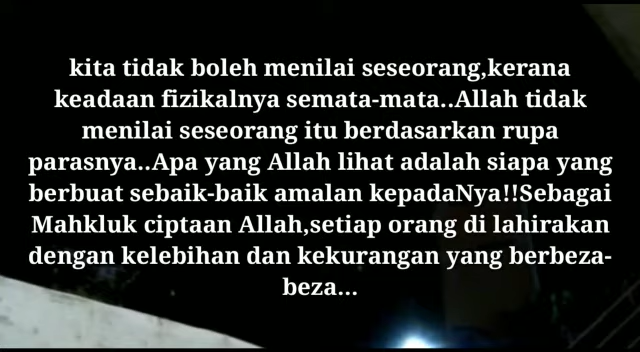 kita tidak boleh menilai seseorang,kerana
keadaan fizikalnya semata-mata..Allah tidak
menilai seseorang itu berdasarkan rupa
parasnya..Apa yang Allah lihat adalah siapa yang
berbuat sebaik-baik amalan kepadaNya!!Sebagai
Mahkluk ciptaan Allah,setiap orang di lahirakan
dengan kelebihan dan kekurangan yang berbeza-
beza...